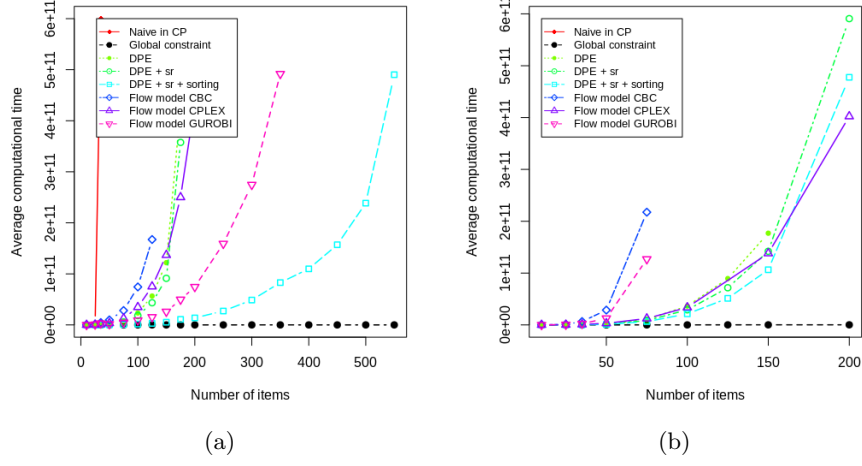 6e+11
5e+11
4e+11
3e+11
2e+11
1e+11
0e+00
Average computational time
Naive in CP
Global constraint
DPE
DPE + sr
DPE + sr + sorting
Flow model CBC
Flow model CPLEX
Flow model GUROBI
0 100 200 300 400 500
Number of items
(a)
6e+11
5e+11
4e+11
3e+11
2e+11
1e+11
0e+00
Average computational time
Naive in CP
Global constraint
DPE
DPE + sr
DPE + sr + sorting
Flow model CBC
Flow model CPLEX
Flow model GUROBI
50 100 150 200
Number of items
(b)